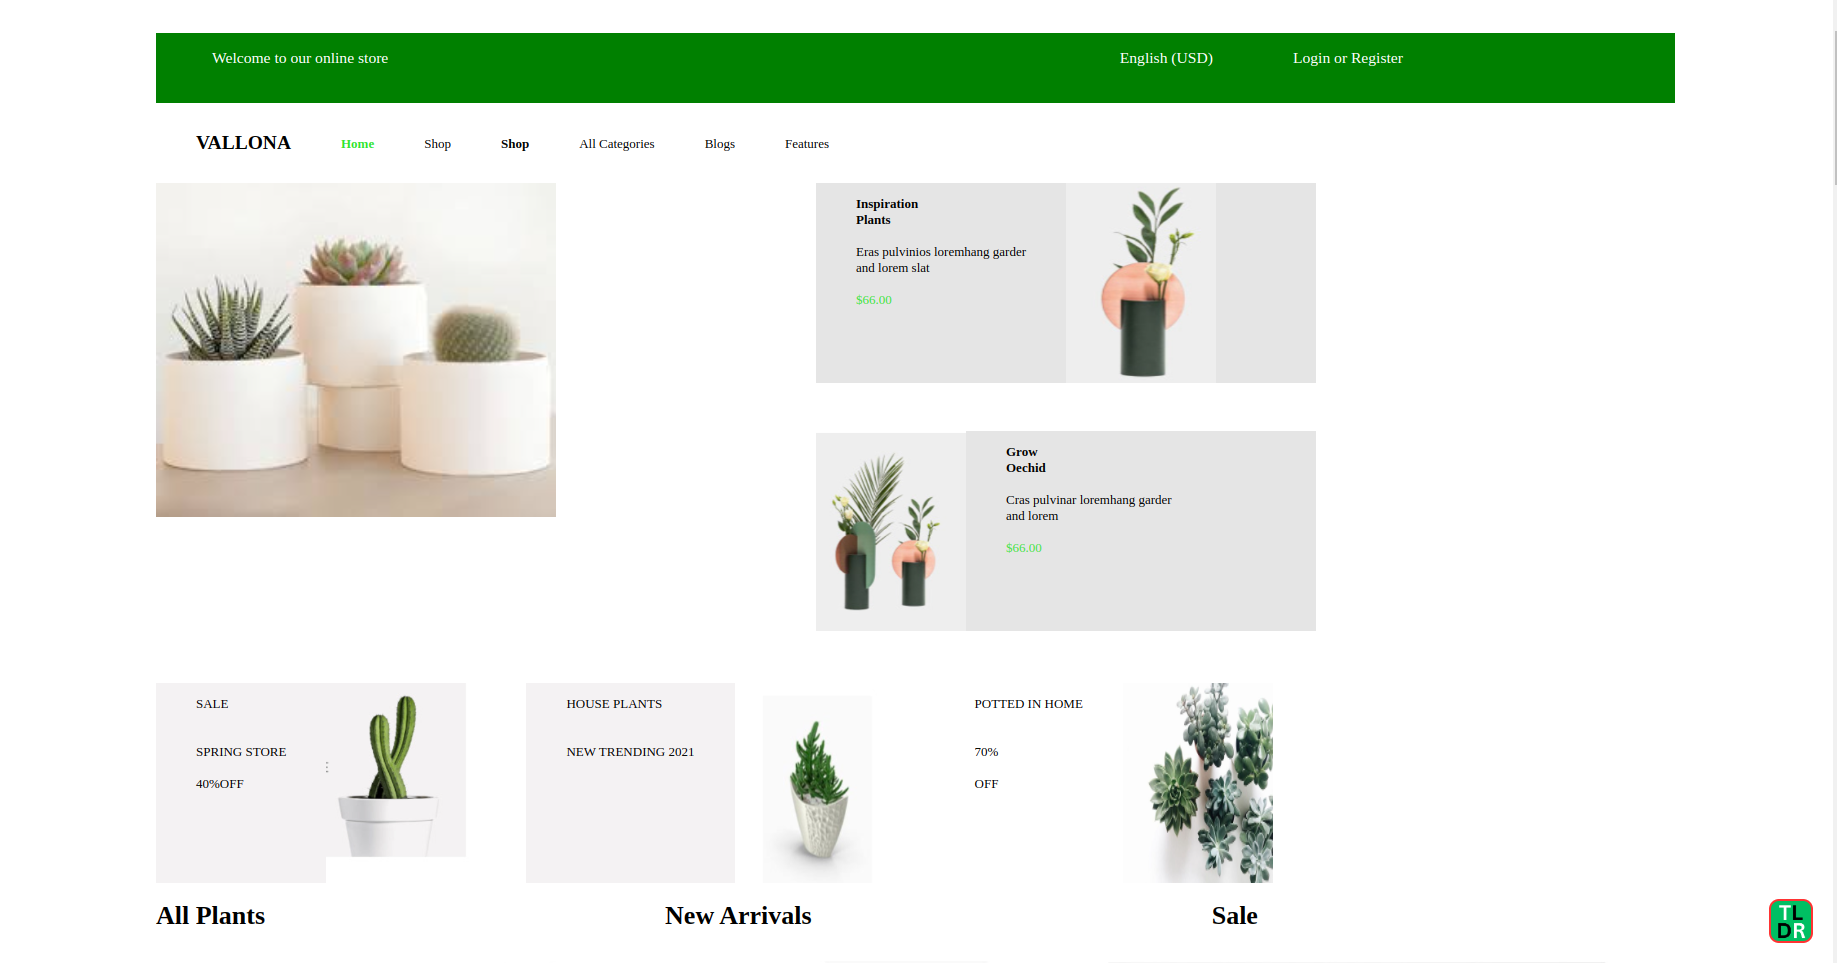 Welcome to our online store
English (USD)
Login or Register
VALLONA
Home
Shop
Shop
All Categories
Blogs
Features
Inspiration
Plants
Eras pulvinios loremhang garder
and lorem slat
$66.00
Grow
Oechid
Cras pulvinar loremhang garder
and lorem
$66.00
SALE
SPRING STORE
40%OFF
HOUSE PLANTS
NEW TRENDING 2021
POTTED IN HOME
70%
OFF
All Plants
New Arrivals
Sale
TL
DR